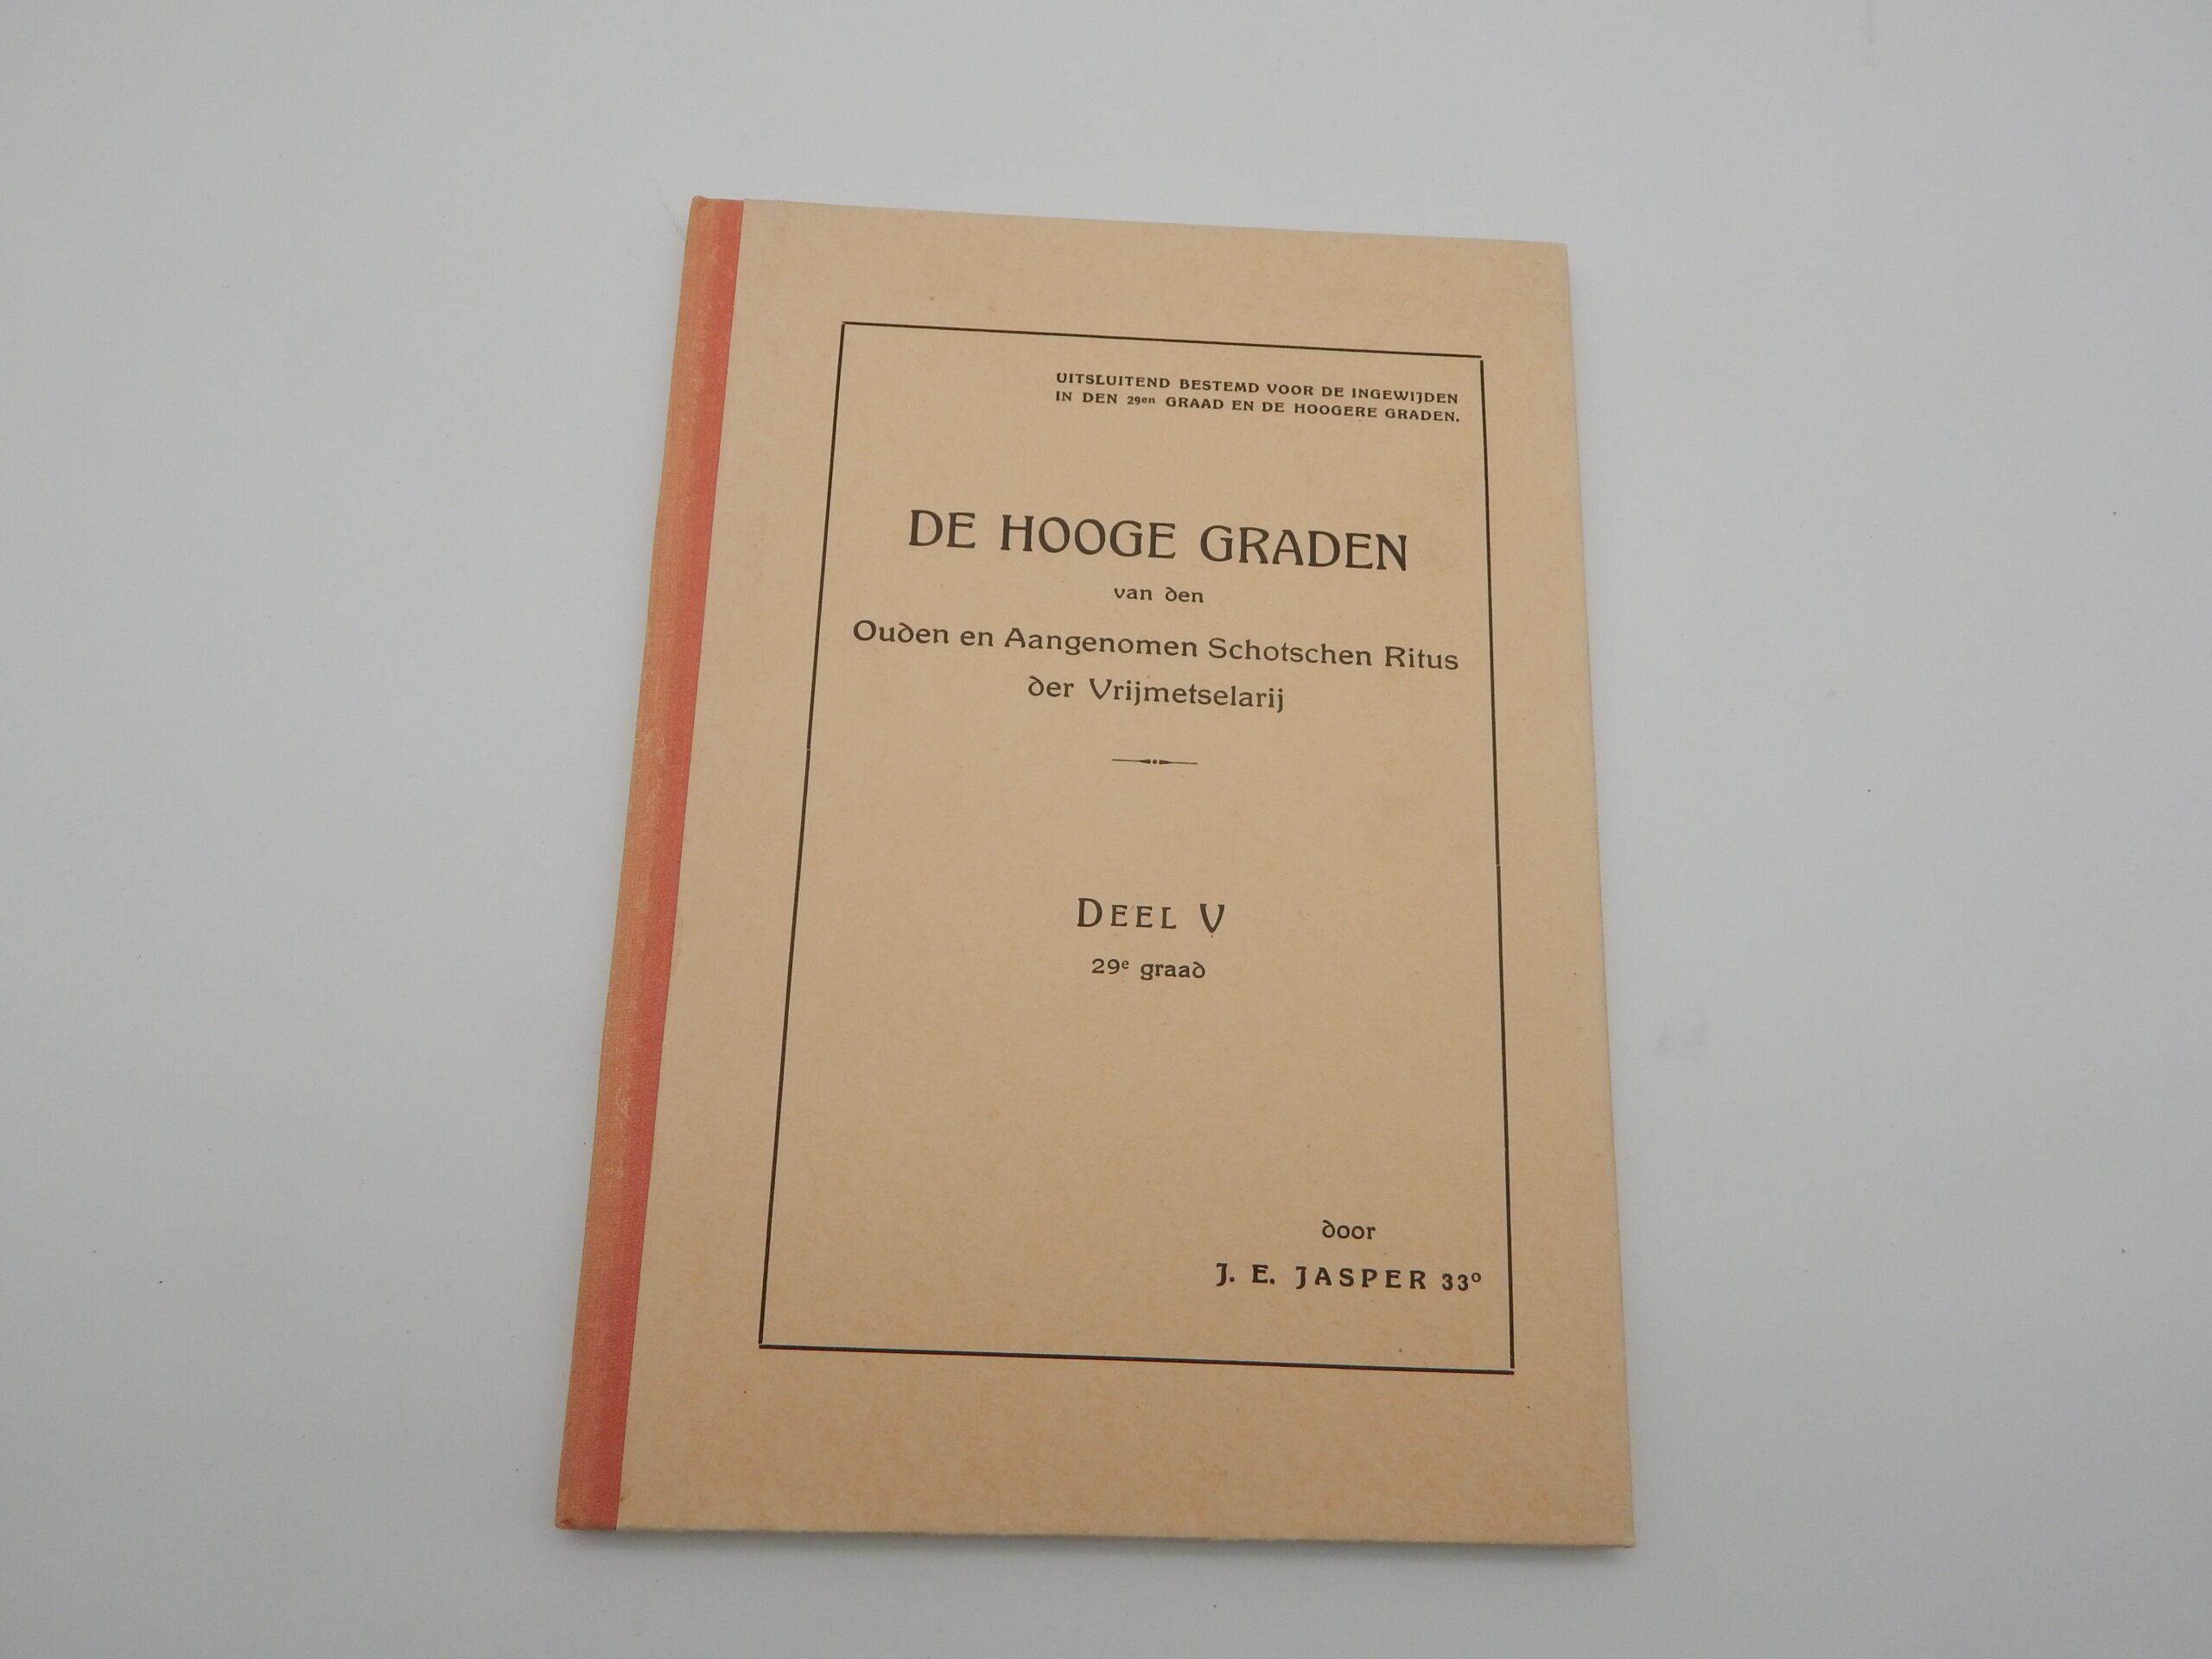 UITSLUITEND BESTEMD VOOR DE INGEWIJDEN
IN DEN 29en GRAAD EN DE HOOGERE GRADEN.
DE HOOGE GRADEN
van den
Ouden en Aangenomen Schotschen Ritus
der Vrijmetselarij
DEEL V
29e graad
door
J. E. JASPER 33°